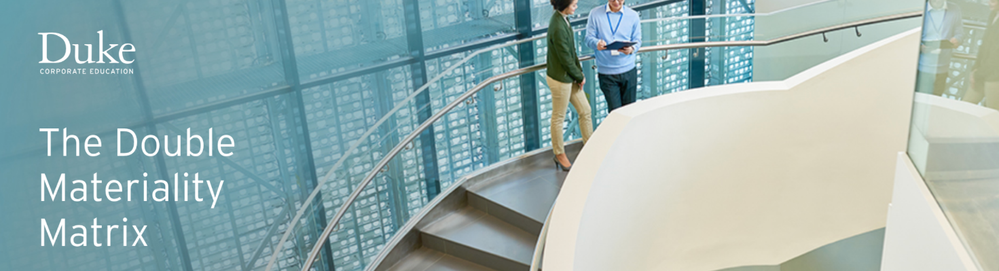 Duke
CORPORATE EDUCATION
The Double
Materiality
Matrix